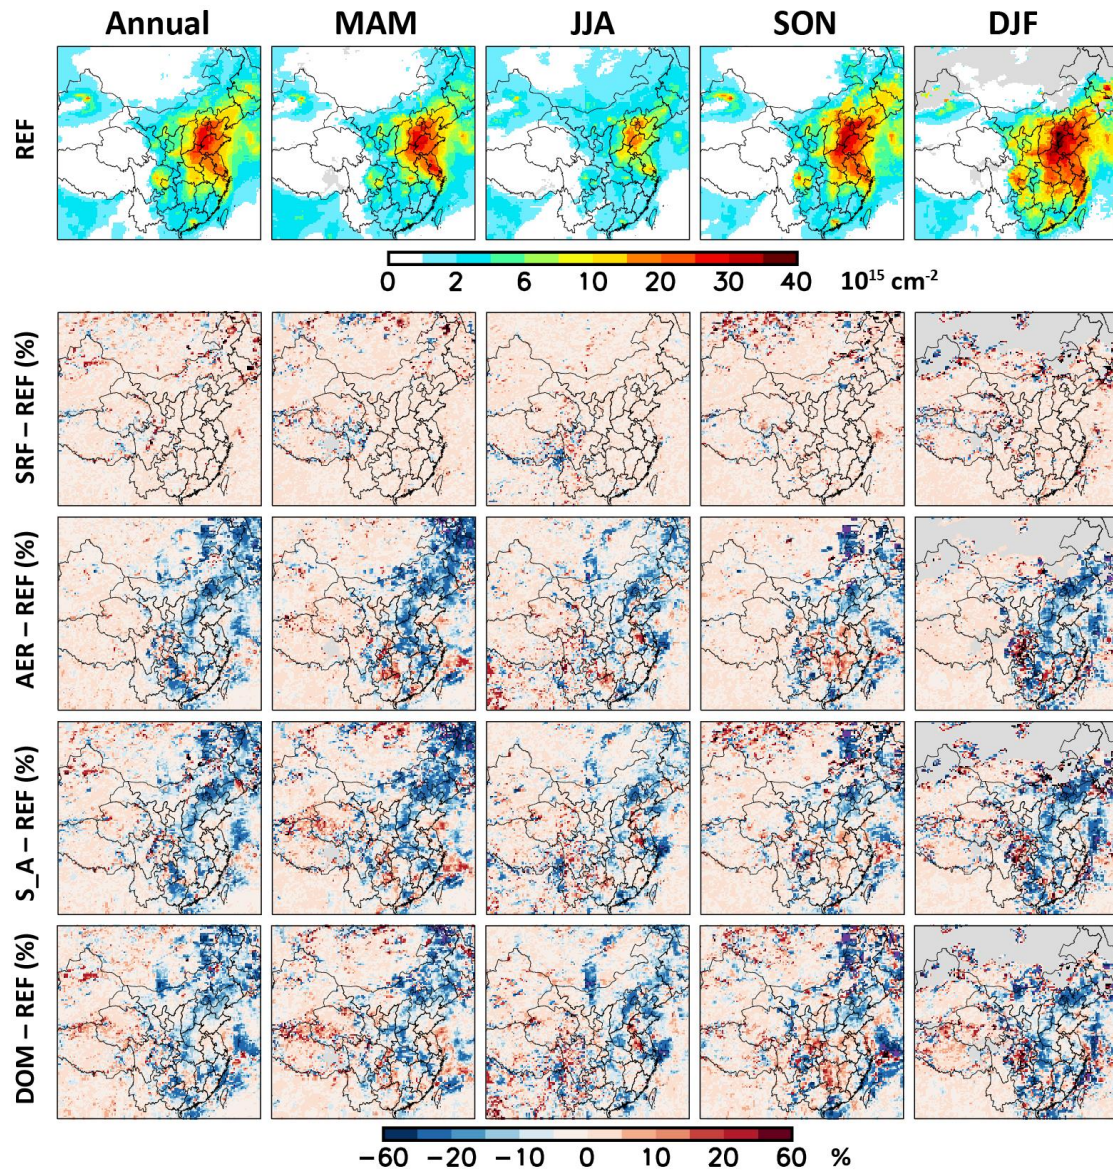 Annual MAM JJA SON DJF
REF
0 2 6 10 20 30 40 10¹⁵ cm⁻²
SRF – REF (%)
AER – REF (%)
S_A – REF (%)
DOM – REF (%)
−60 −20 −10 0 10 20 60 %